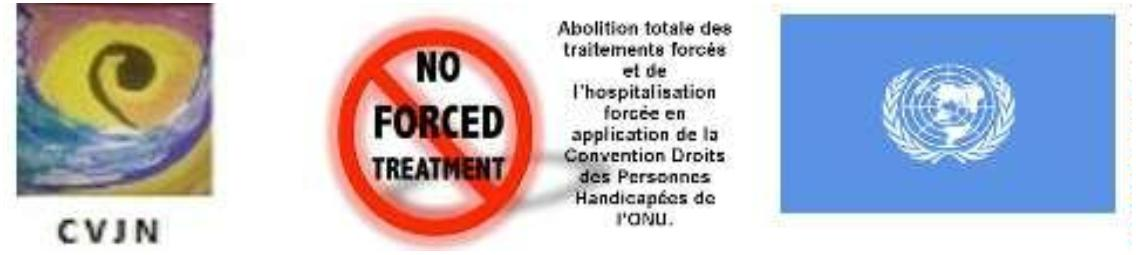 CVJN
NO
FORCED
TREATMENT
Abolition totale des
traitements forcés
et de
l'hospitalisation
forcée en
application de la
Convention Droits
des Personnes
Handicapées de
l'ONU.